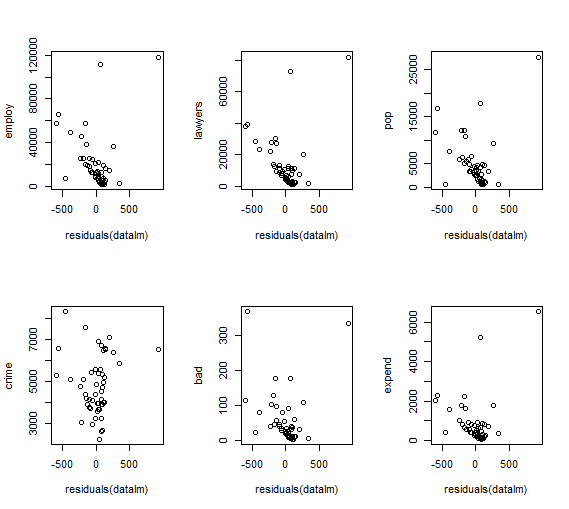 employ
0 40000 80000 120000
-500 0 500
residuals(datalm)
lawyers
0 20000 60000
-500 0 500
residuals(datalm)
pop
0 5000 15000 25000
-500 0 500
residuals(datalm)
crime
3000 5000 7000
-500 0 500
residuals(datalm)
bad
0 100 200 300
-500 0 500
residuals(datalm)
expend
0 2000 4000 6000
-500 0 500
residuals(datalm)